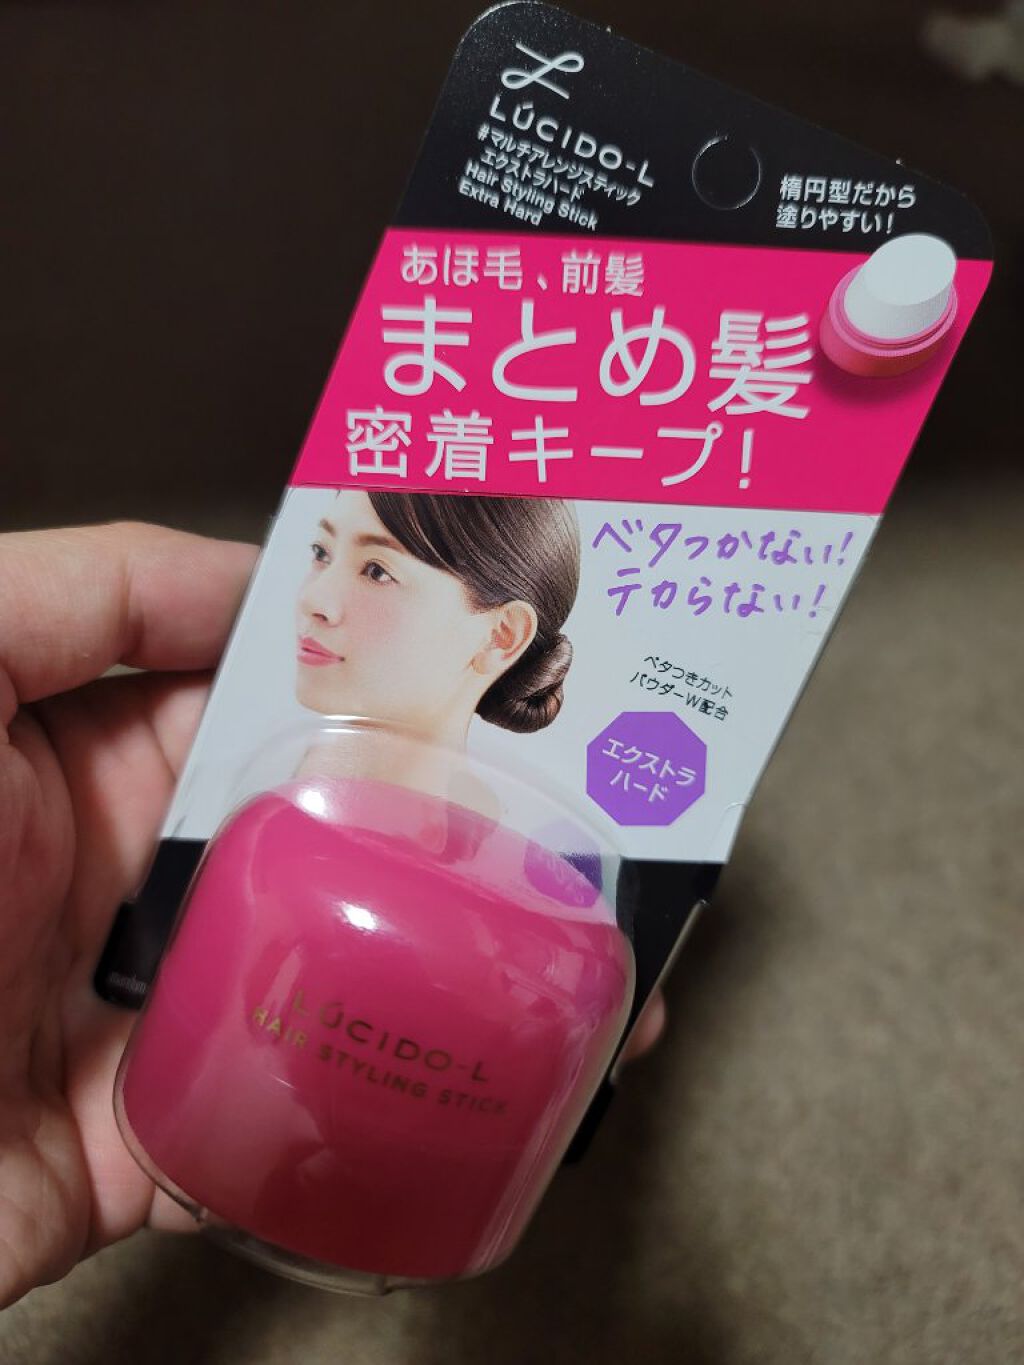 LÚCIDO-L
#マルチアレンジスティック
エクストラハード
Hair Styling Stick
Extra Hard
楕円型だから
塗りやすい!
あほ毛、前髪
まとめ髪
密着キープ!
ベタつかない!
テカらない!
ベタつきカット
パウダーW配合
エクストラ
ハード
LÚCIDO-L
HAIR STYLING STICK
mandom